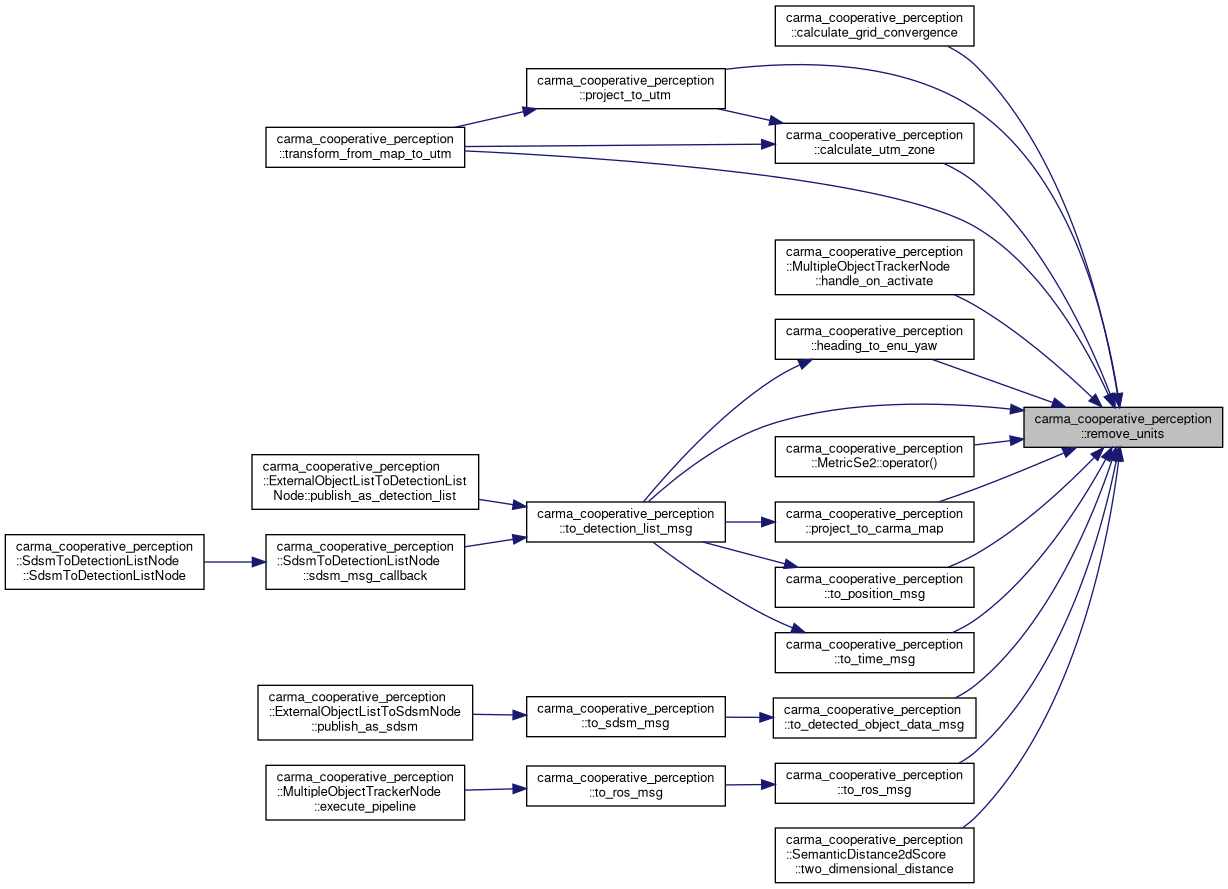 carma_cooperative_perception
::calculate_grid_convergence
carma_cooperative_perception
::project_to_utm
carma_cooperative_perception
::calculate_utm_zone
carma_cooperative_perception
::transform_from_map_to_utm
carma_cooperative_perception
::MultipleObjectTrackerNode
::handle_on_activate
carma_cooperative_perception
::heading_to_enu_yaw
carma_cooperative_perception
::remove_units
carma_cooperative_perception
::MetricSe2::operator()
carma_cooperative_perception
::ExternalObjectListToDetectionList
Node::publish_as_detection_list
carma_cooperative_perception
::to_detection_list_msg
carma_cooperative_perception
::project_to_carma_map
carma_cooperative_perception
::SdsmToDetectionListNode
::SdsmToDetectionListNode
carma_cooperative_perception
::SdsmToDetectionListNode
::sdsm_msg_callback
carma_cooperative_perception
::to_position_msg
carma_cooperative_perception
::to_time_msg
carma_cooperative_perception
::ExternalObjectListToSdsmNode
::publish_as_sdsm
carma_cooperative_perception
::to_sdsm_msg
carma_cooperative_perception
::to_detected_object_data_msg
carma_cooperative_perception
::MultipleObjectTrackerNode
::execute_pipeline
carma_cooperative_perception
::to_ros_msg
carma_cooperative_perception
::to_ros_msg
carma_cooperative_perception
::SemanticDistance2dScore
::two_dimensional_distance